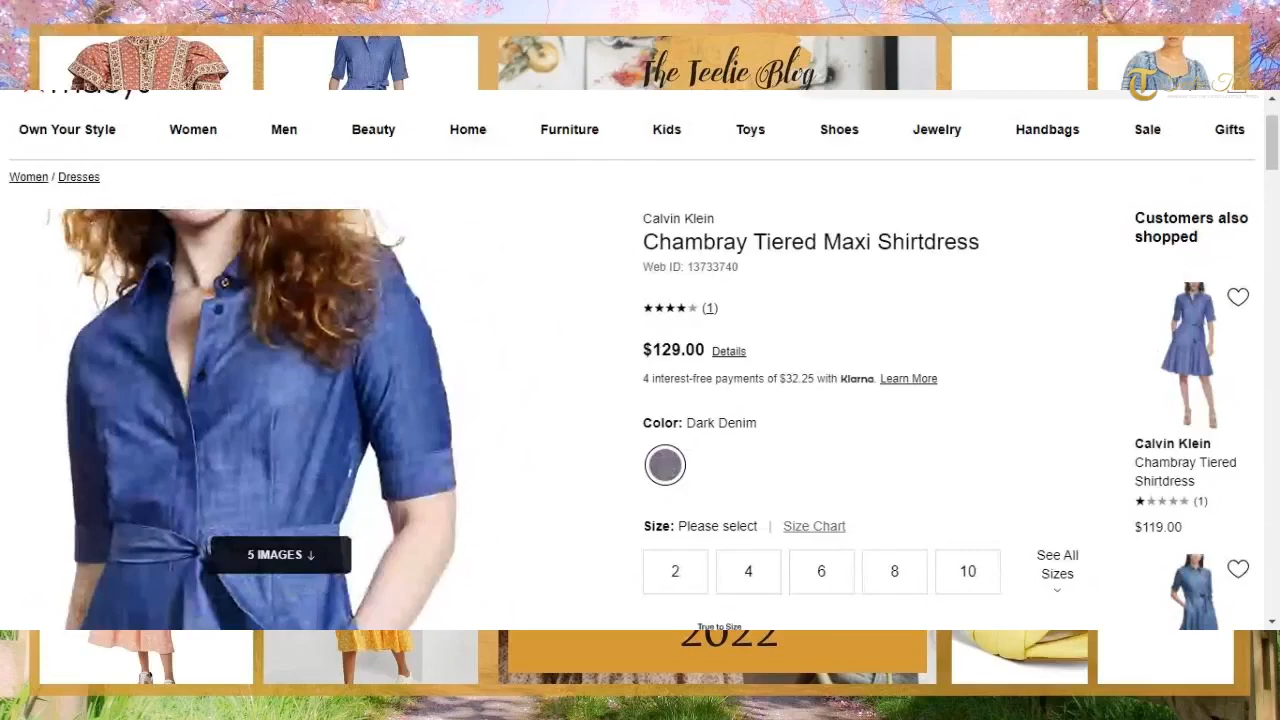 The Teelie Blog
Own Your Style Women Men Beauty Home Furniture Kids Toys Shoes Jewelry Handbags Sale Gifts
Women / Dresses
Calvin Klein
Chambray Tiered Maxi Shirtdress
Web ID: 13733740
★★★★★ (1)
$129.00 Details
4 interest-free payments of $32.25 with Klarna. Learn More
Color: Dark Denim
Size: Please select | Size Chart
2 4 6 8 10
See All
Sizes
True to Size
5 IMAGES ↓
Customers also
shopped
Calvin Klein
Chambray Tiered
Shirtdress
★★★★★ (1)
$119.00
2022